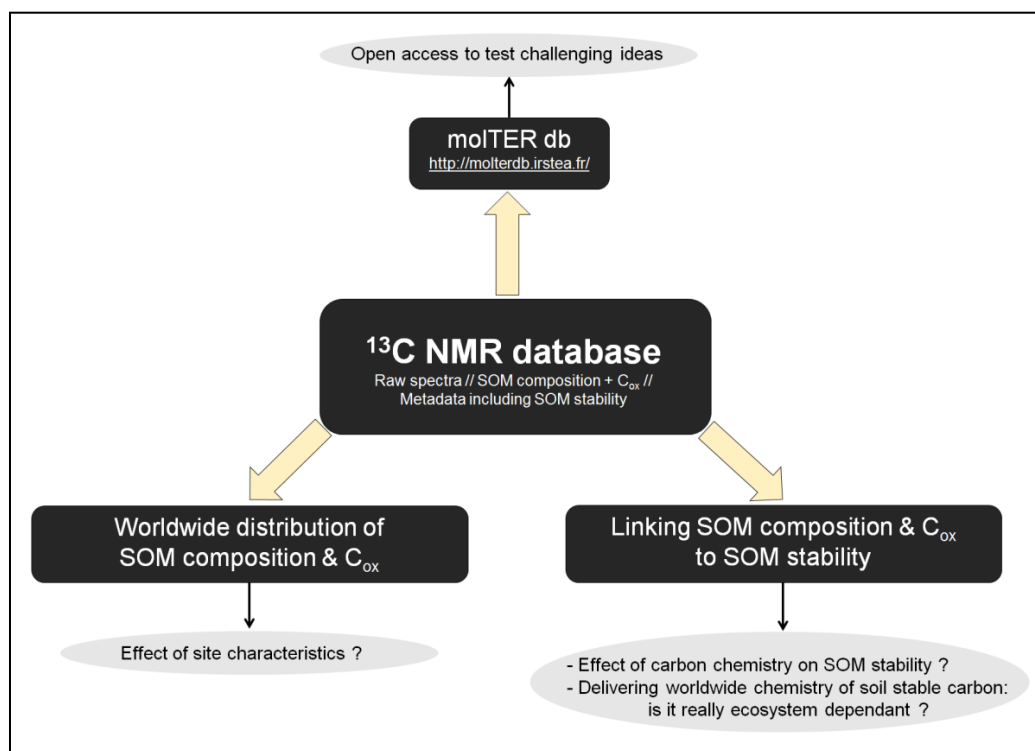 Open access to test challenging ideas
molTER db
http://molterdb.irstea.fr/
¹³C NMR database
Raw spectra // SOM composition + Cₒₓ //
Metadata including SOM stability
Worldwide distribution of
SOM composition & Cₒₓ
Linking SOM composition & Cₒₓ
to SOM stability
Effect of site characteristics ?
- Effect of carbon chemistry on SOM stability ?
- Delivering worldwide chemistry of soil stable carbon:
is it really ecosystem dependant ?